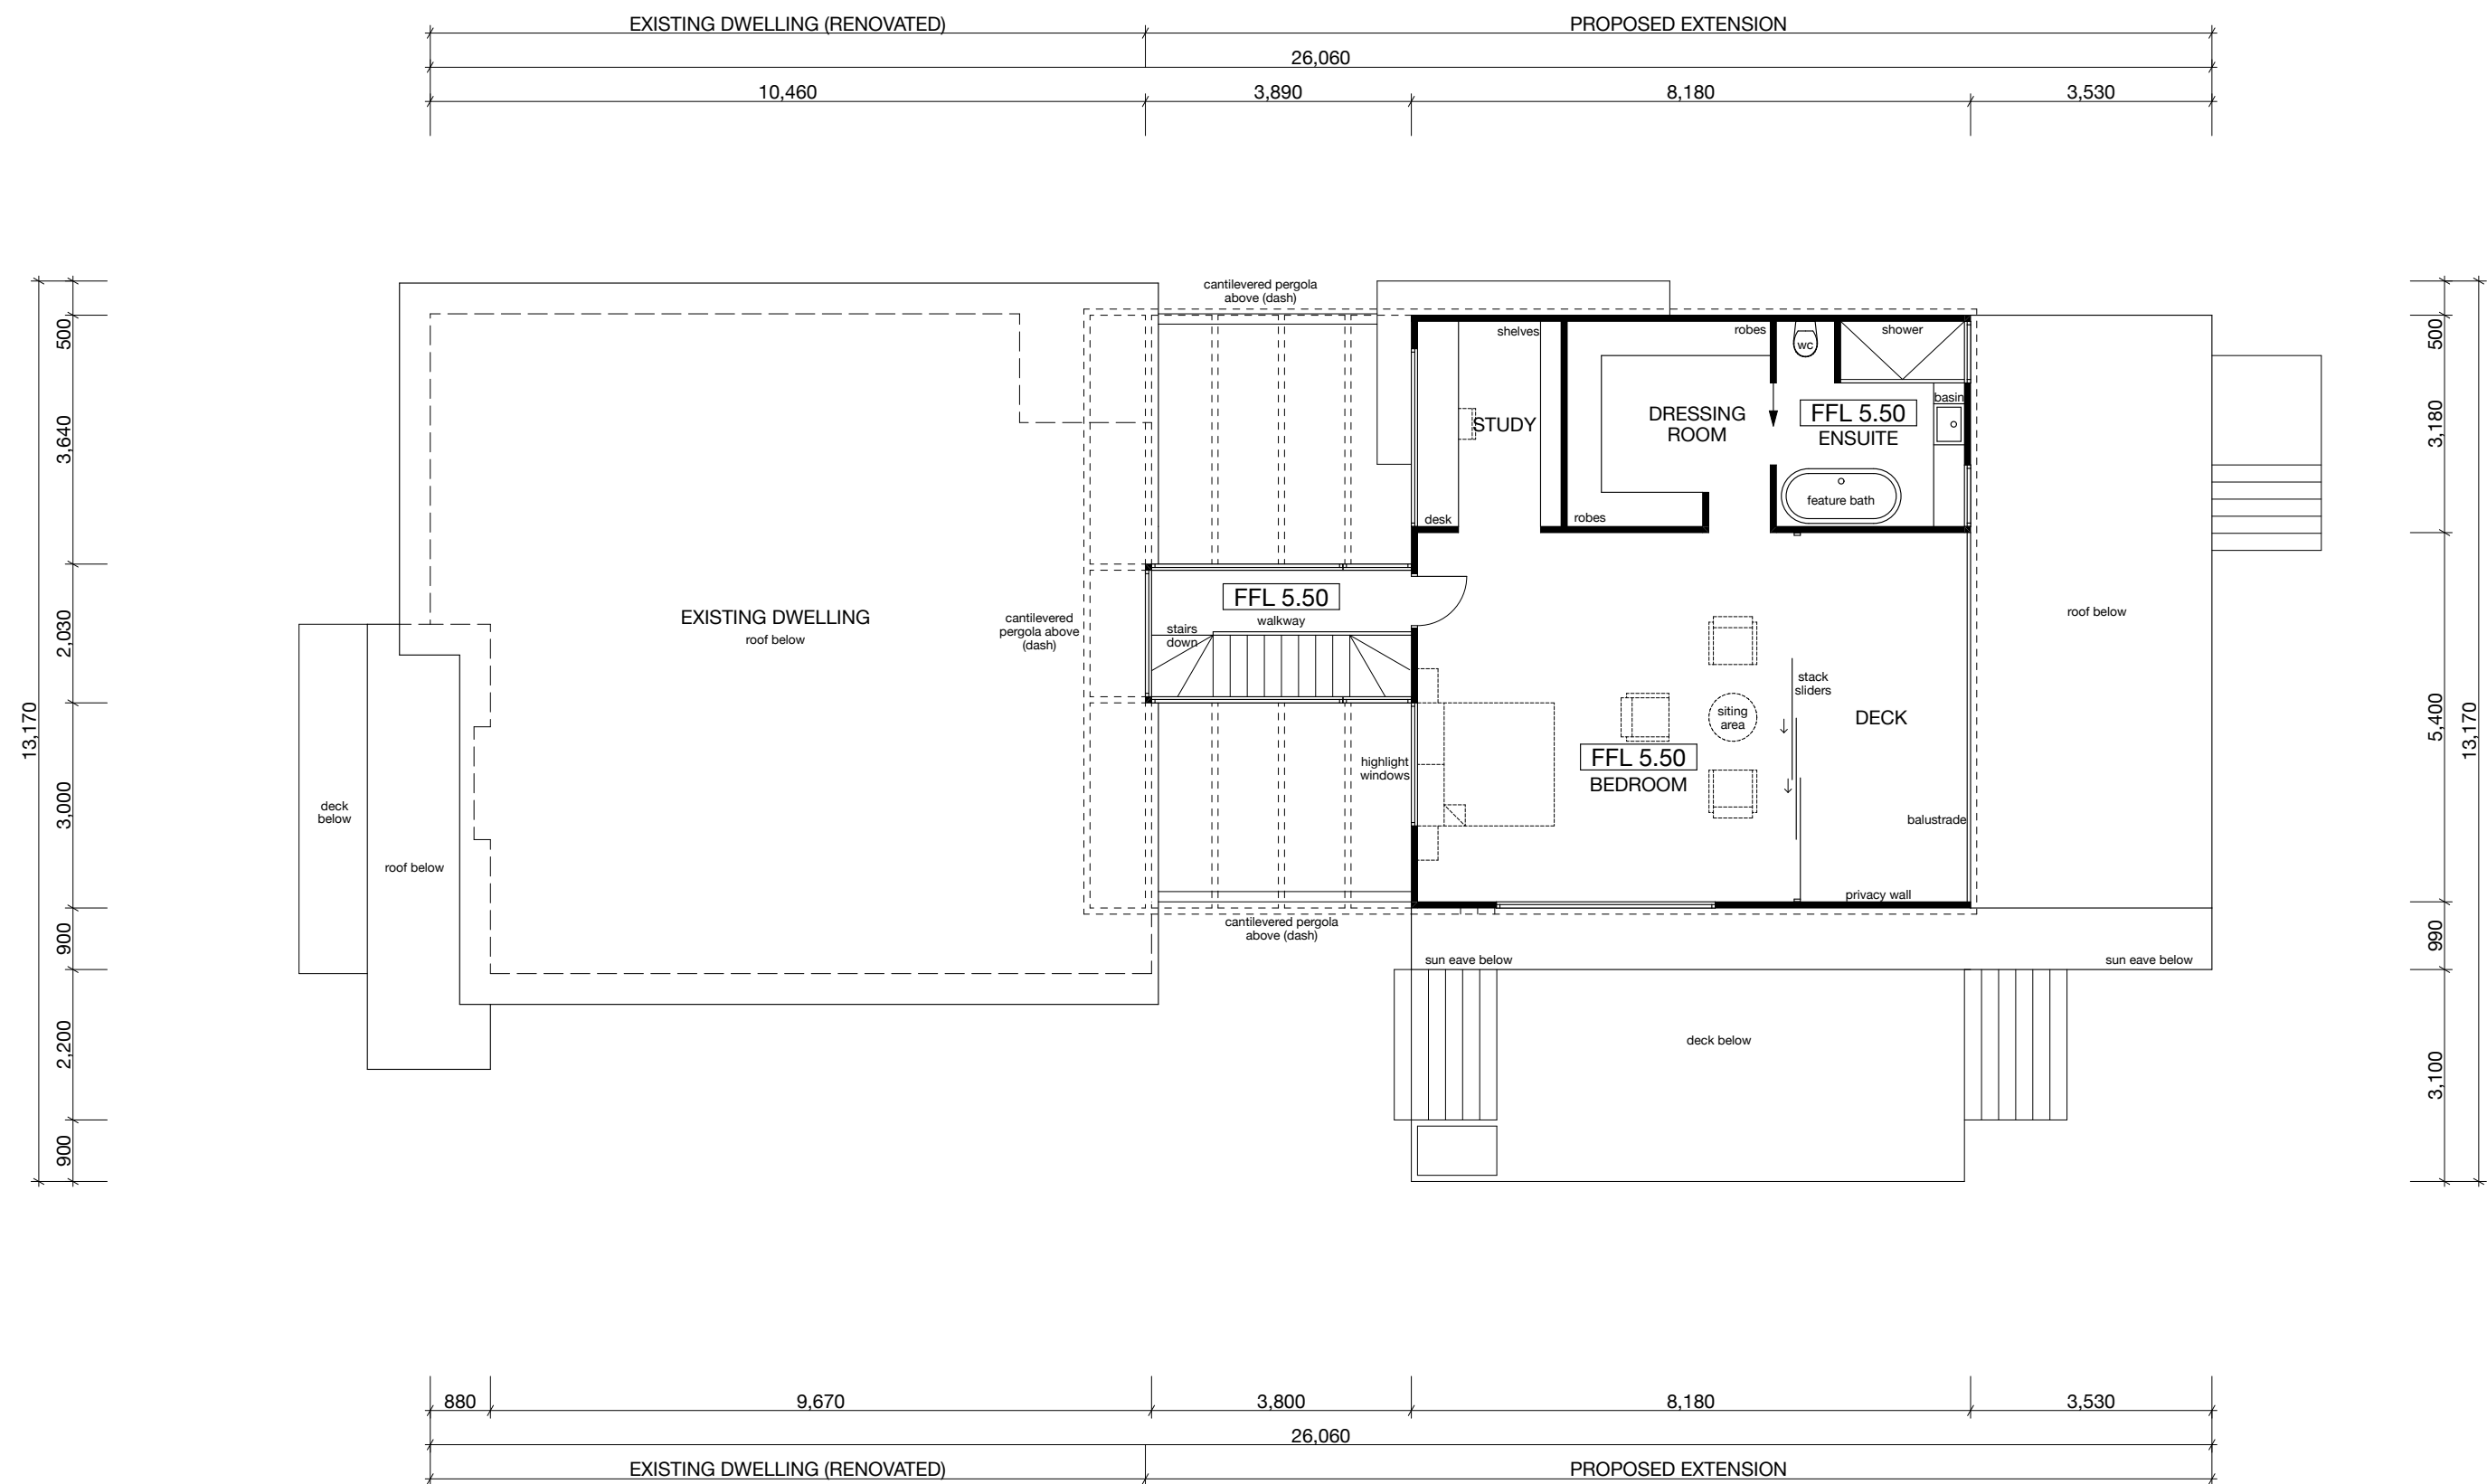 EXISTING DWELLING (RENOVATED)
PROPOSED EXTENSION
26,060
10,460
3,890
8,180
3,530
13,170
500
3,640
2,030
3,000
900
2,200
900
cantilevered pergola
above (dash)
shelves
robes
wc
shower
basin
STUDY
DRESSING
ROOM
FFL 5.50
ENSUITE
feature bath
desk
robes
EXISTING DWELLING
roof below
cantilevered
pergola above
(dash)
FFL 5.50
walkway
stairs
down
roof below
stack
sliders
siting
area
DECK
FFL 5.50
BEDROOM
highlight
windows
balustrade
privacy wall
deck
below
roof below
cantilevered pergola
above (dash)
sun eave below
sun eave below
deck below
500
3,180
5,400
990
3,100
13,170
880
9,670
3,800
8,180
3,530
26,060
EXISTING DWELLING (RENOVATED)
PROPOSED EXTENSION